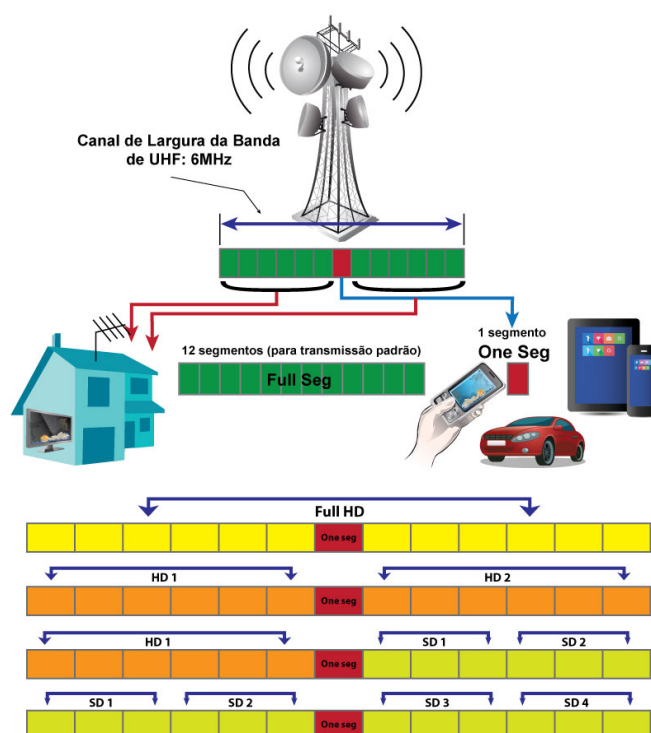 Canal de Largura da Banda
de UHF: 6MHz
12 segmentos (para transmissão padrão)
Full Seg
1 segmento
One Seg
Full HD
One seg
HD 1
HD 2
One seg
HD 1
SD 1
SD 2
One seg
SD 1
SD 2
SD 3
SD 4
One seg